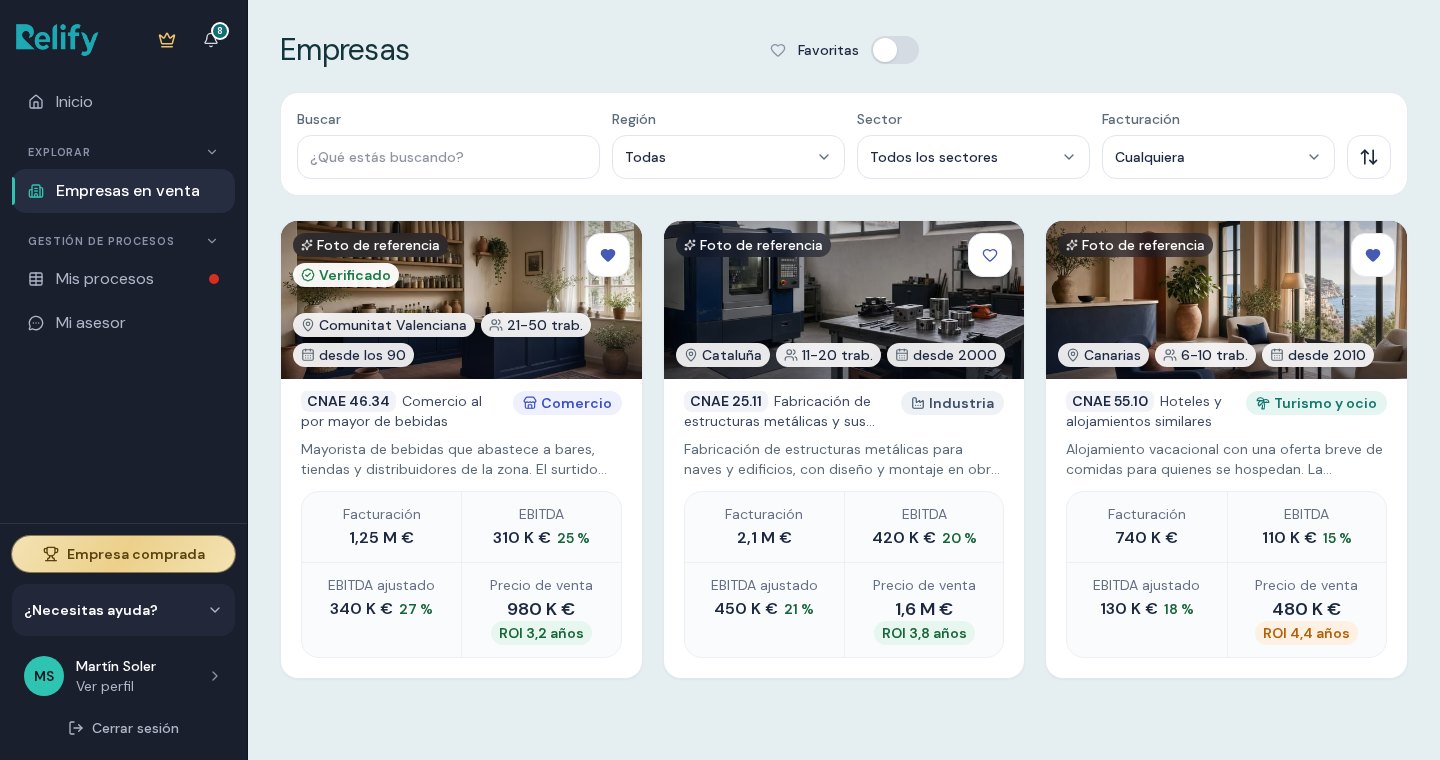 Relify
8
Inicio
EXPLORAR
Empresas en venta
GESTIÓN DE PROCESOS
Mis procesos
Mi asesor
Empresa comprada
¿Necesitas ayuda?
MS
Martín Soler
Ver perfil
Cerrar sesión
Empresas
Favoritas
Buscar
¿Qué estás buscando?
Región
Todas
Sector
Todos los sectores
Facturación
Cualquiera
Foto de referencia
Verificado
Comunitat Valenciana
21-50 trab.
desde los 90
CNAE 46.34 Comercio al
por mayor de bebidas
Comercio
Mayorista de bebidas que abastece a bares,
tiendas y distribuidores de la zona. El surtido...
Facturación
1,25 M €
EBITDA
310 K € 25 %
EBITDA ajustado
340 K € 27 %
Precio de venta
980 K €
ROI 3,2 años
Foto de referencia
Cataluña
11-20 trab.
desde 2000
CNAE 25.11 Fabricación de
estructuras metálicas y sus...
Industria
Fabricación de estructuras metálicas para
naves y edificios, con diseño y montaje en obr...
Facturación
2,1 M €
EBITDA
420 K € 20 %
EBITDA ajustado
450 K € 21 %
Precio de venta
1,6 M €
ROI 3,8 años
Foto de referencia
Canarias
6-10 trab.
desde 2010
CNAE 55.10 Hoteles y
alojamientos similares
Turismo y ocio
Alojamiento vacacional con una oferta breve de
comidas para quienes se hospedan. La...
Facturación
740 K €
EBITDA
110 K € 15 %
EBITDA ajustado
130 K € 18 %
Precio de venta
480 K €
ROI 4,4 años